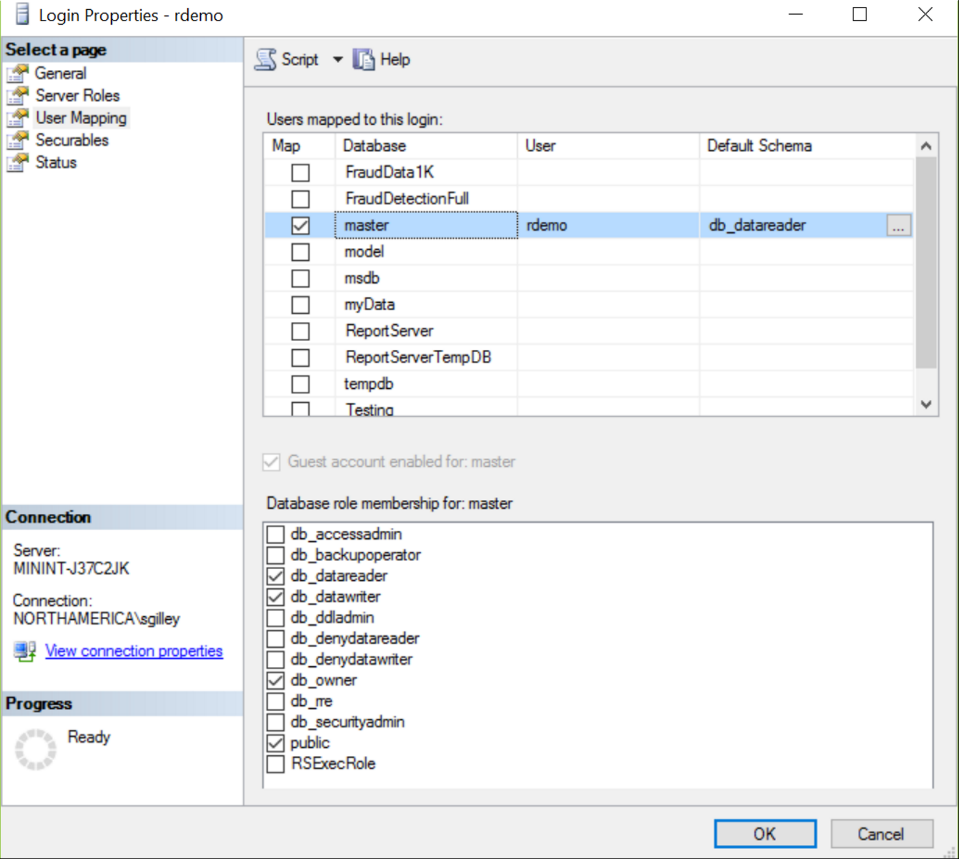 Login Properties - rdemo
Select a page
General
Server Roles
User Mapping
Securables
Status
Connection
Server:
MININT-J37C2JK
Connection:
NORTHAMERICA\sgilley
View connection properties
Progress
Ready
Script
Help
Users mapped to this login:
Map Database User Default Schema
FraudData1K
FraudDetectionFull
master rdemo db_datareader ...
model
msdb
myData
ReportServer
ReportServerTempDB
tempdb
Testing
Guest account enabled for: master
Database role membership for: master
db_accessadmin
db_backupoperator
db_datareader
db_datawriter
db_ddladmin
db_denydatareader
db_denydatawriter
db_owner
db_rre
db_securityadmin
public
RSExecRole
OK Cancel